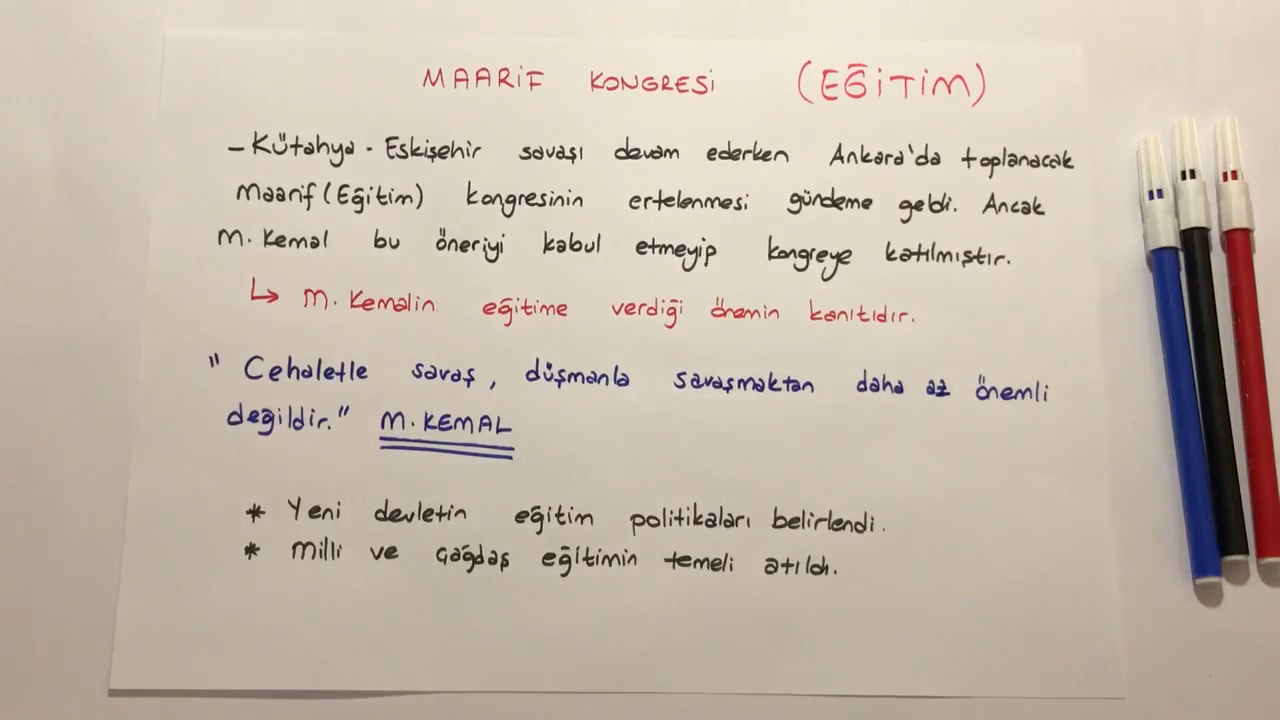 MAARİF KONGRESİ (EĞİTİM)
- Kütahya - Eskişehir savaşı devam ederken Ankara'da toplanacak
Maarif (Eğitim) kongresinin ertelenmesi gündeme geldi. Ancak
M. Kemal bu öneriyi kabul etmeyip kongreye katılmıştır.
↳ M. Kemalin eğitime verdiği önemin kanıtıdır.
" Cehaletle savaş, düşmanla savaşmaktan daha az önemli
değildir." M. KEMAL
* Yeni devletin eğitim politikaları belirlendi.
* Milli ve çağdaş eğitimin temeli atıldı.